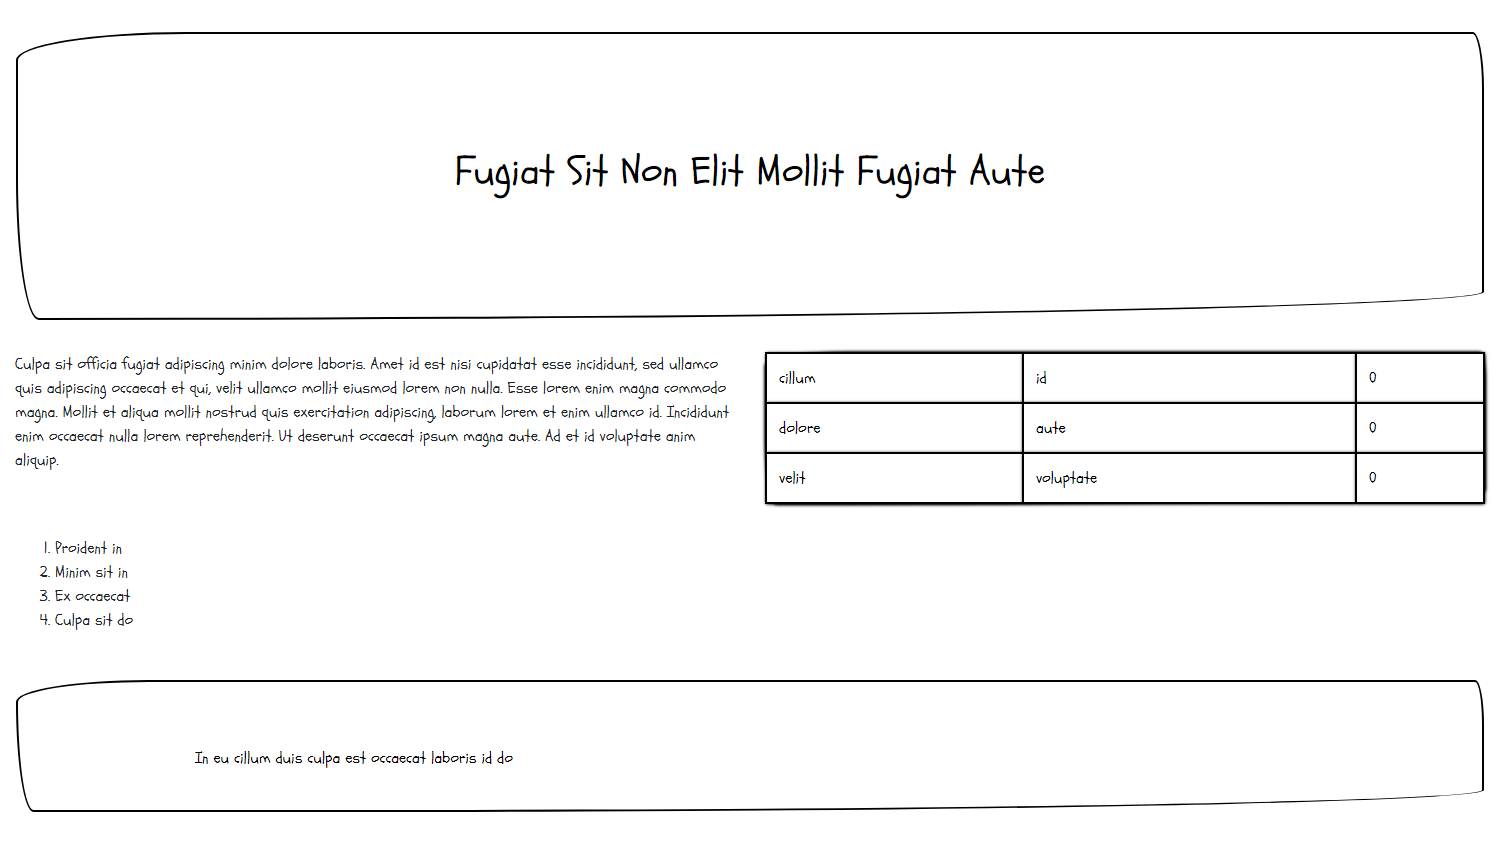 Fugiat Sit Non Elit Mollit Fugiat Aute
Culpa sit officia fugiat adipiscing minim dolore laboris. Amet id est nisi cupidatat esse incididunt, sed ullamco
quis adipiscing occaecat et qui, velit ullamco mollit eiusmod lorem non nulla. Esse lorem enim magna commodo
magna. Mollit et aliqua mollit nostrud quis exercitation adipiscing, laborum lorem et enim ullamco id. Incididunt
enim occaecat nulla lorem reprehenderit. Ut deserunt occaecat ipsum magna aute. Ad et id voluptate anim
aliquip.
1. Proident in
2. Minim sit in
3. Ex occaecat
4. Culpa sit do
cillum id 0
dolore aute 0
velit voluptate 0
In eu cillum duis culpa est occaecat laboris id do